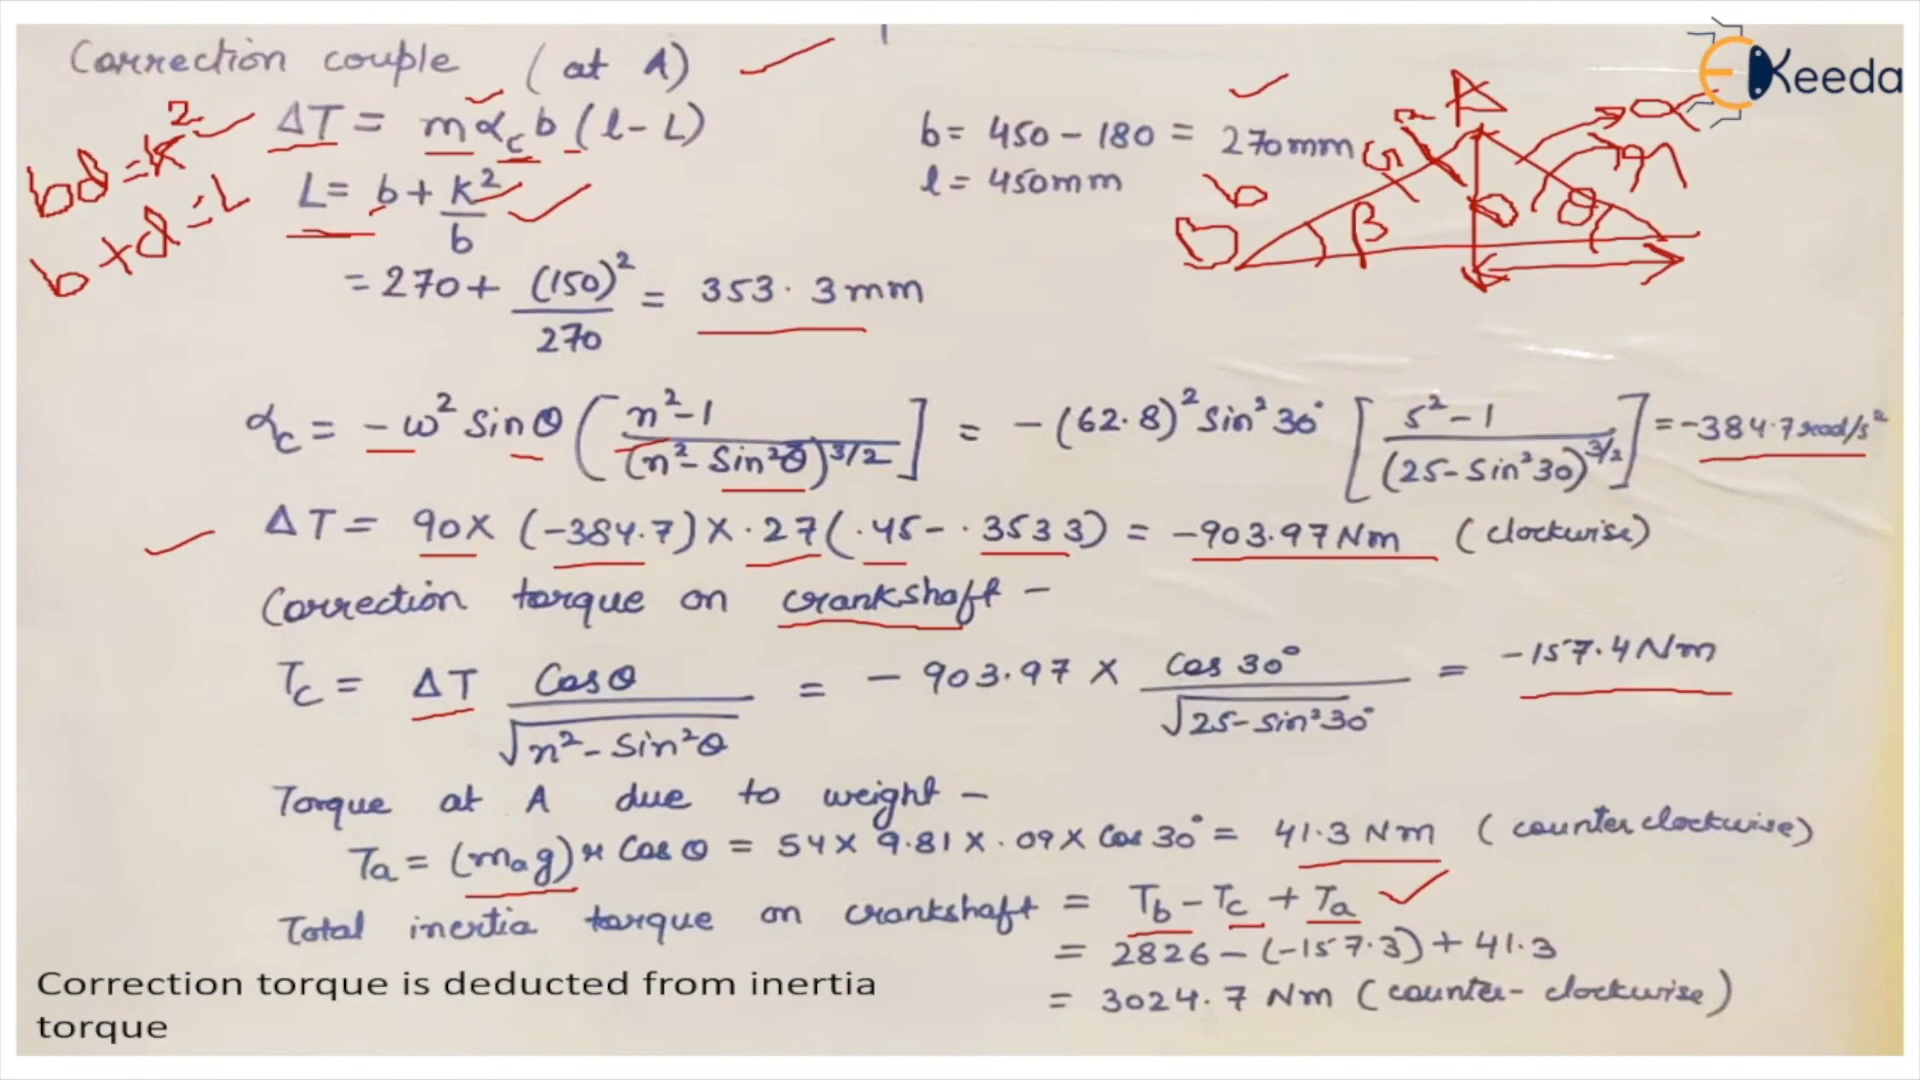 Correction couple (at A)
EKeeda
ΔT = mα_c b (l - L)
b = 450 - 180 = 270mm
l = 450mm
bd = k²
b + d = L
L = b + k²/b
= 270 + (150)²/270 = 353.3mm
A
b
β
θ
α_c = -ω² sinθ ( n²-1 / (n² - sin²θ)^3/2 ] = -(62.8)² sin² 30° [ 5²-1 / (25 - sin²30)^3/2 ] = -384.7 rad/s²
ΔT = 90 x (-384.7) x .27 (.45 - .3533) = -903.97 Nm (clockwise)
Correction torque on crankshaft -
T_c = ΔT Cosθ / √n² - Sin²θ = - 903.97 x Cos 30° / √25 - sin²30° = -157.4 Nm
Torque at A due to weight -
Ta = (m_a g) r Cos θ = 54 x 9.81 x .09 x Cos 30° = 41.3 Nm (counter clockwise)
Total inertia torque on crankshaft = T_b - T_c + T_a
= 2826 - (-157.3) + 41.3
= 3024.7 Nm (counter-clockwise)
Correction torque is deducted from inertia
torque